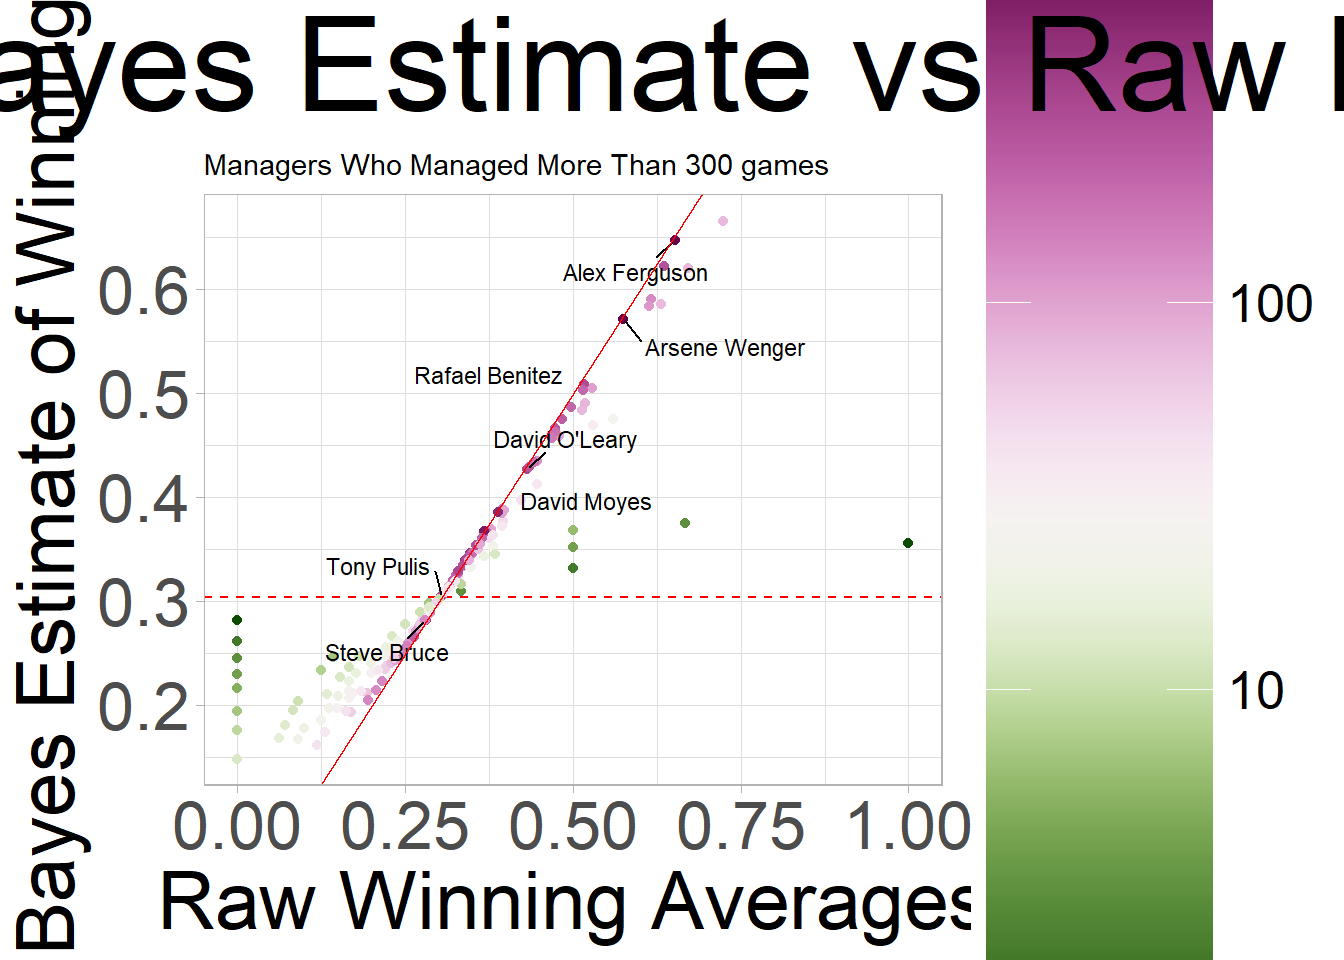 ayes Estimate vs Raw
Managers Who Managed More Than 300 games
Bayes Estimate of Winning
0.6
0.5
0.4
0.3
0.2
Alex Ferguson
Arsene Wenger
Rafael Benitez
David O'Leary
David Moyes
Tony Pulis
Steve Bruce
0.00 0.25 0.50 0.75 1.00
Raw Winning Averages
100
10